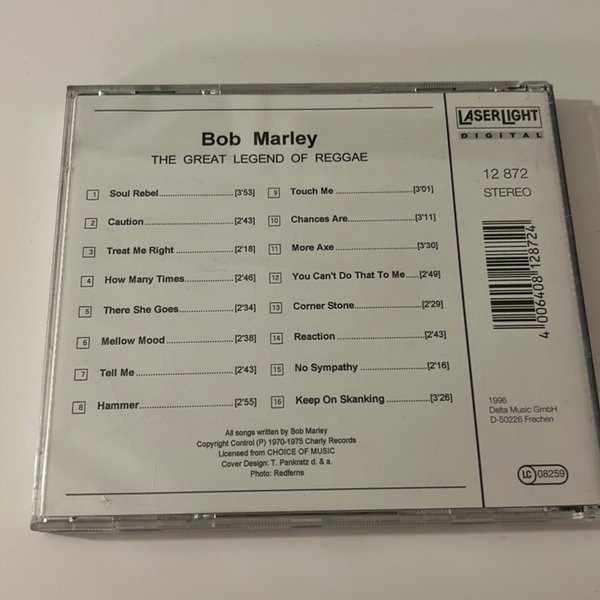 Bob Marley
THE GREAT LEGEND OF REGGAE
1 Soul Rebel [3'53]
2 Caution [2'43]
3 Treat Me Right [2'18]
4 How Many Times [2'46]
5 There She Goes [2'34]
6 Mellow Mood [2'38]
7 Tell Me [2'43]
8 Hammer [2'55]
9 Touch Me [3'01]
10 Chances Are [3'11]
11 More Axe [3'30]
12 You Can't Do That To Me [2'49]
13 Corner Stone [2'29]
14 Reaction [2'43]
15 No Sympathy [2'16]
16 Keep On Skanking [3'26]
All songs written by Bob Marley
Copyright Control (P) 1970-1975 Charly Records
Licensed from CHOICE OF MUSIC
Cover Design: T. Pankratz d. & a.
Photo: Redferns
LASERLIGHT
DIGITAL
12 872
STEREO
4 006408 128724
1996
Delta Music GmbH
D-50226 Frechen
LC 08259